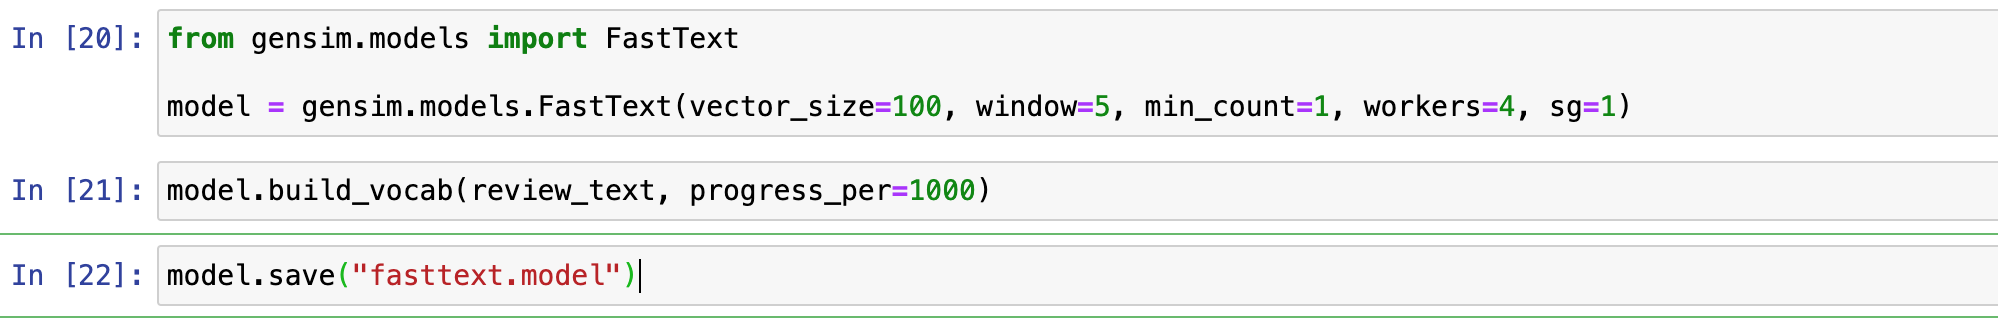 In [20]: from gensim.models import FastText
model = gensim.models.FastText(vector_size=100, window=5, min_count=1, workers=4, sg=1)
In [21]: model.build_vocab(review_text, progress_per=1000)
In [22]: model.save("fasttext.model")